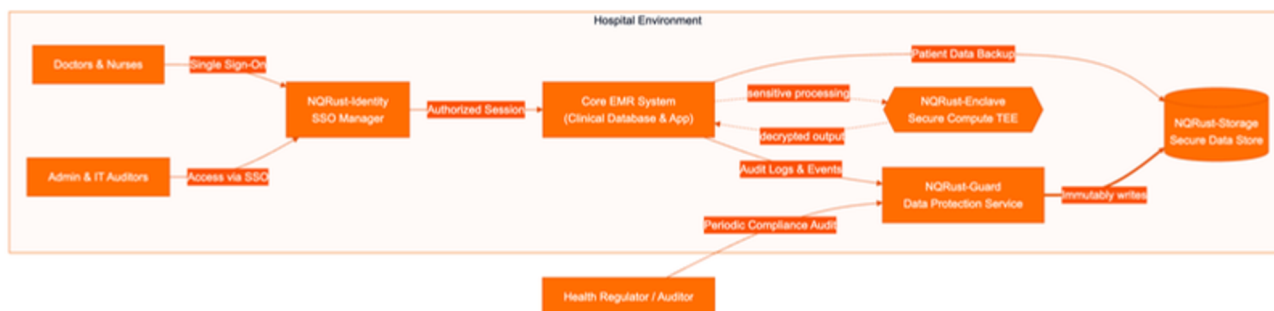 Hospital Environment
Doctors & Nurses
Single Sign-On
Admin & IT Auditors
Access via SSO
NQRust-Identity
SSO Manager
Authorized Session
Core EMR System
(Clinical Database & App)
Patient Data Backup
sensitive processing
decrypted output
NQRust-Enclave
Secure Compute TEE
Audit Logs & Events
Periodic Compliance Audit
NQRust-Guard
Data Protection Service
Immutably writes
NQRust-Storage
Secure Data Store
Health Regulator / Auditor